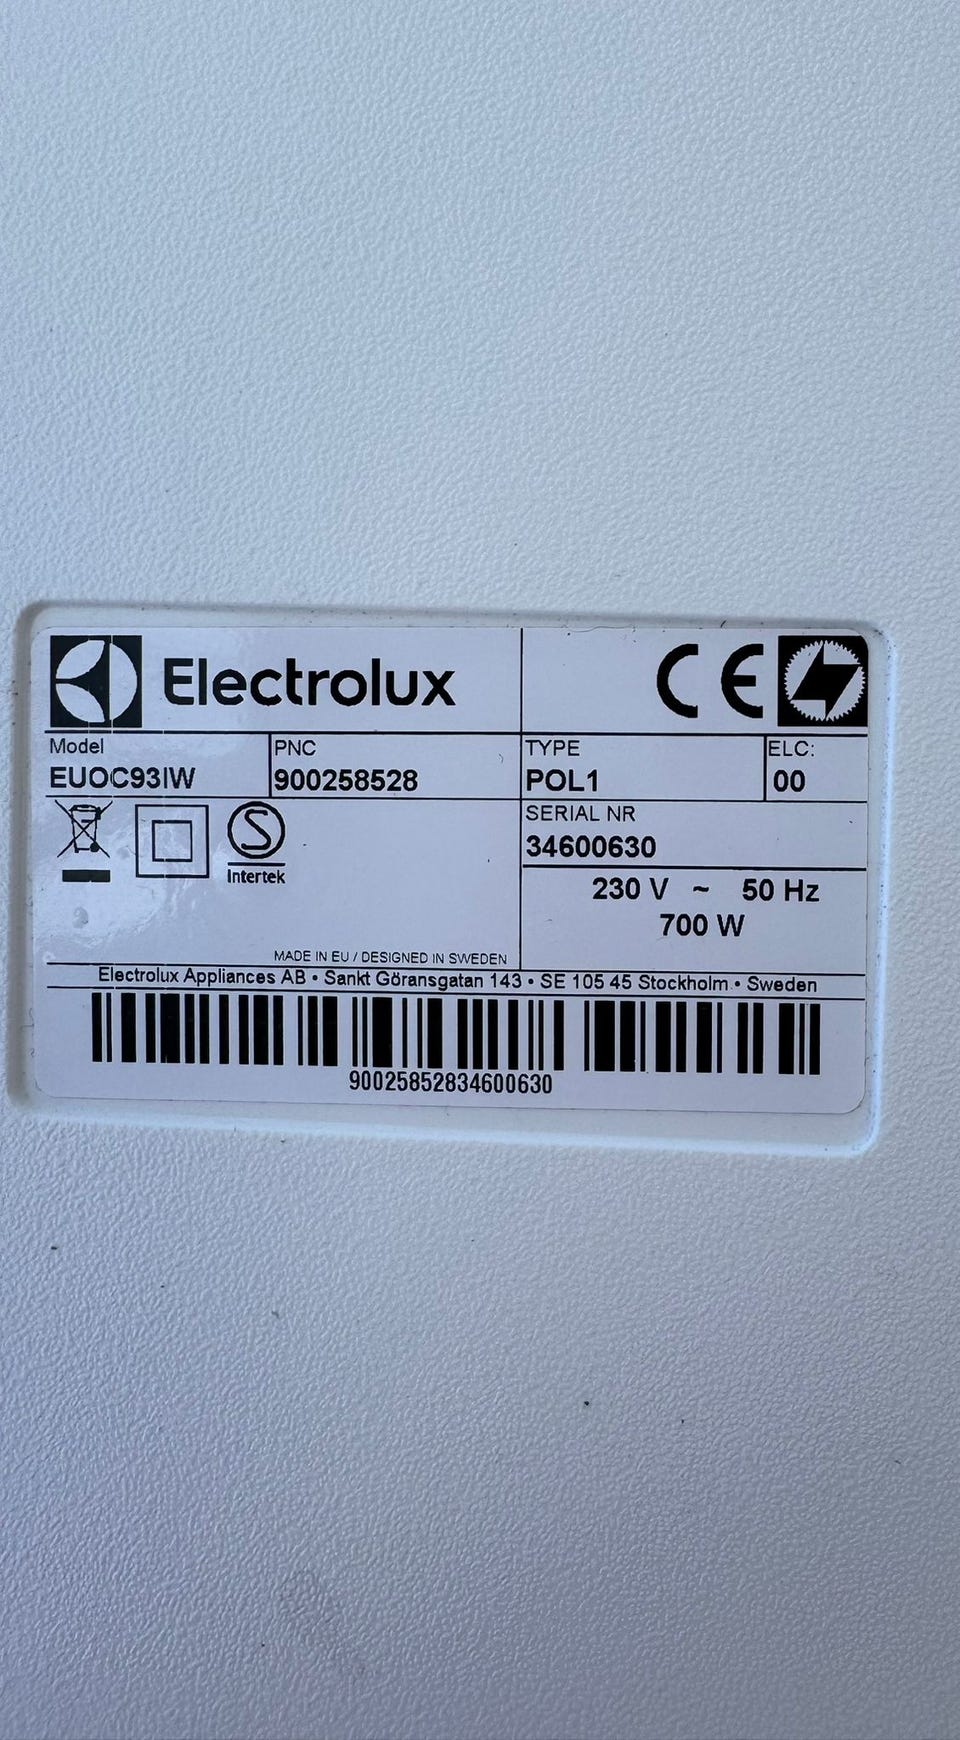 Electrolux
CE
Model
EUOC93IW
PNC
900258528
TYPE
POL1
ELC:
00
S
Intertek
SERIAL NR
34600630
230 V ~ 50 Hz
700 W
MADE IN EU / DESIGNED IN SWEDEN
Electrolux Appliances AB • Sankt Göransgatan 143 • SE 105 45 Stockholm • Sweden
90025852834600630